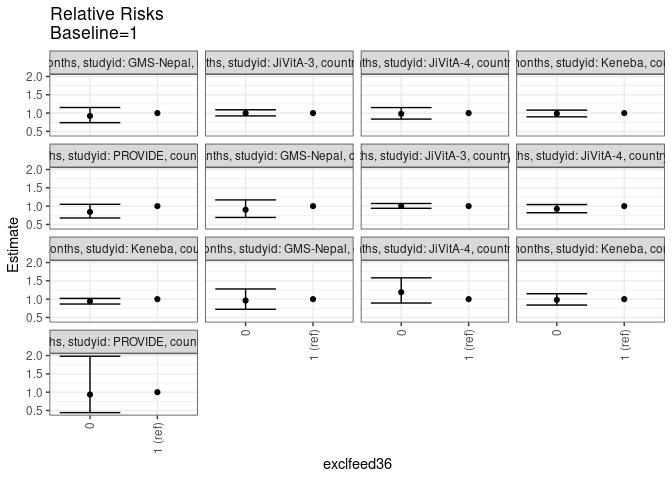 Relative Risks
Baseline=1
onths, studyid: GMS-Nepal,
nths, studyid: JiVitA-3, countr
ths, studyid: JiVitA-4, countr
months, studyid: Keneba, cou
2.0
1.5
1.0
0.5
hs, studyid: PROVIDE, coun
nths, studyid: GMS-Nepal, c
ths, studyid: JiVitA-3, country
nths, studyid: JiVitA-4, countr
2.0
1.5
1.0
0.5
onths, studyid: Keneba, cou
onths, studyid: GMS-Nepal,
ths, studyid: JiVitA-4, countr
months, studyid: Keneba, cou
2.0
1.5
1.0
0.5
hs, studyid: PROVIDE, coun
2.0
1.5
1.0
0.5
0
1 (ref)
0
1 (ref)
0
1 (ref)
0
1 (ref)
Estimate
exclfeed36